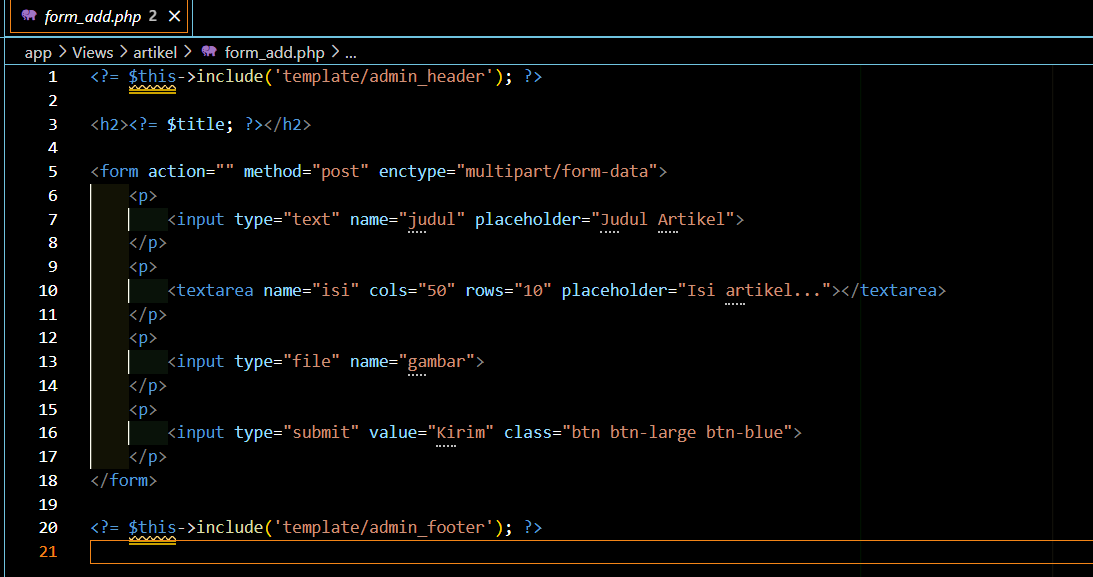 form_add.php 2 ✕
app > Views > artikel > form_add.php > ...
1 <?= $this->include('template/admin_header'); ?>
2
3 <h2><?= $title; ?></h2>
4
5 <form action="" method="post" enctype="multipart/form-data">
6     <p>
7         <input type="text" name="judul" placeholder="Judul Artikel">
8     </p>
9     <p>
10         <textarea name="isi" cols="50" rows="10" placeholder="Isi artikel..."></textarea>
11     </p>
12     <p>
13         <input type="file" name="gambar">
14     </p>
15     <p>
16         <input type="submit" value="Kirim" class="btn btn-large btn-blue">
17     </p>
18 </form>
19
20 <?= $this->include('template/admin_footer'); ?>
21